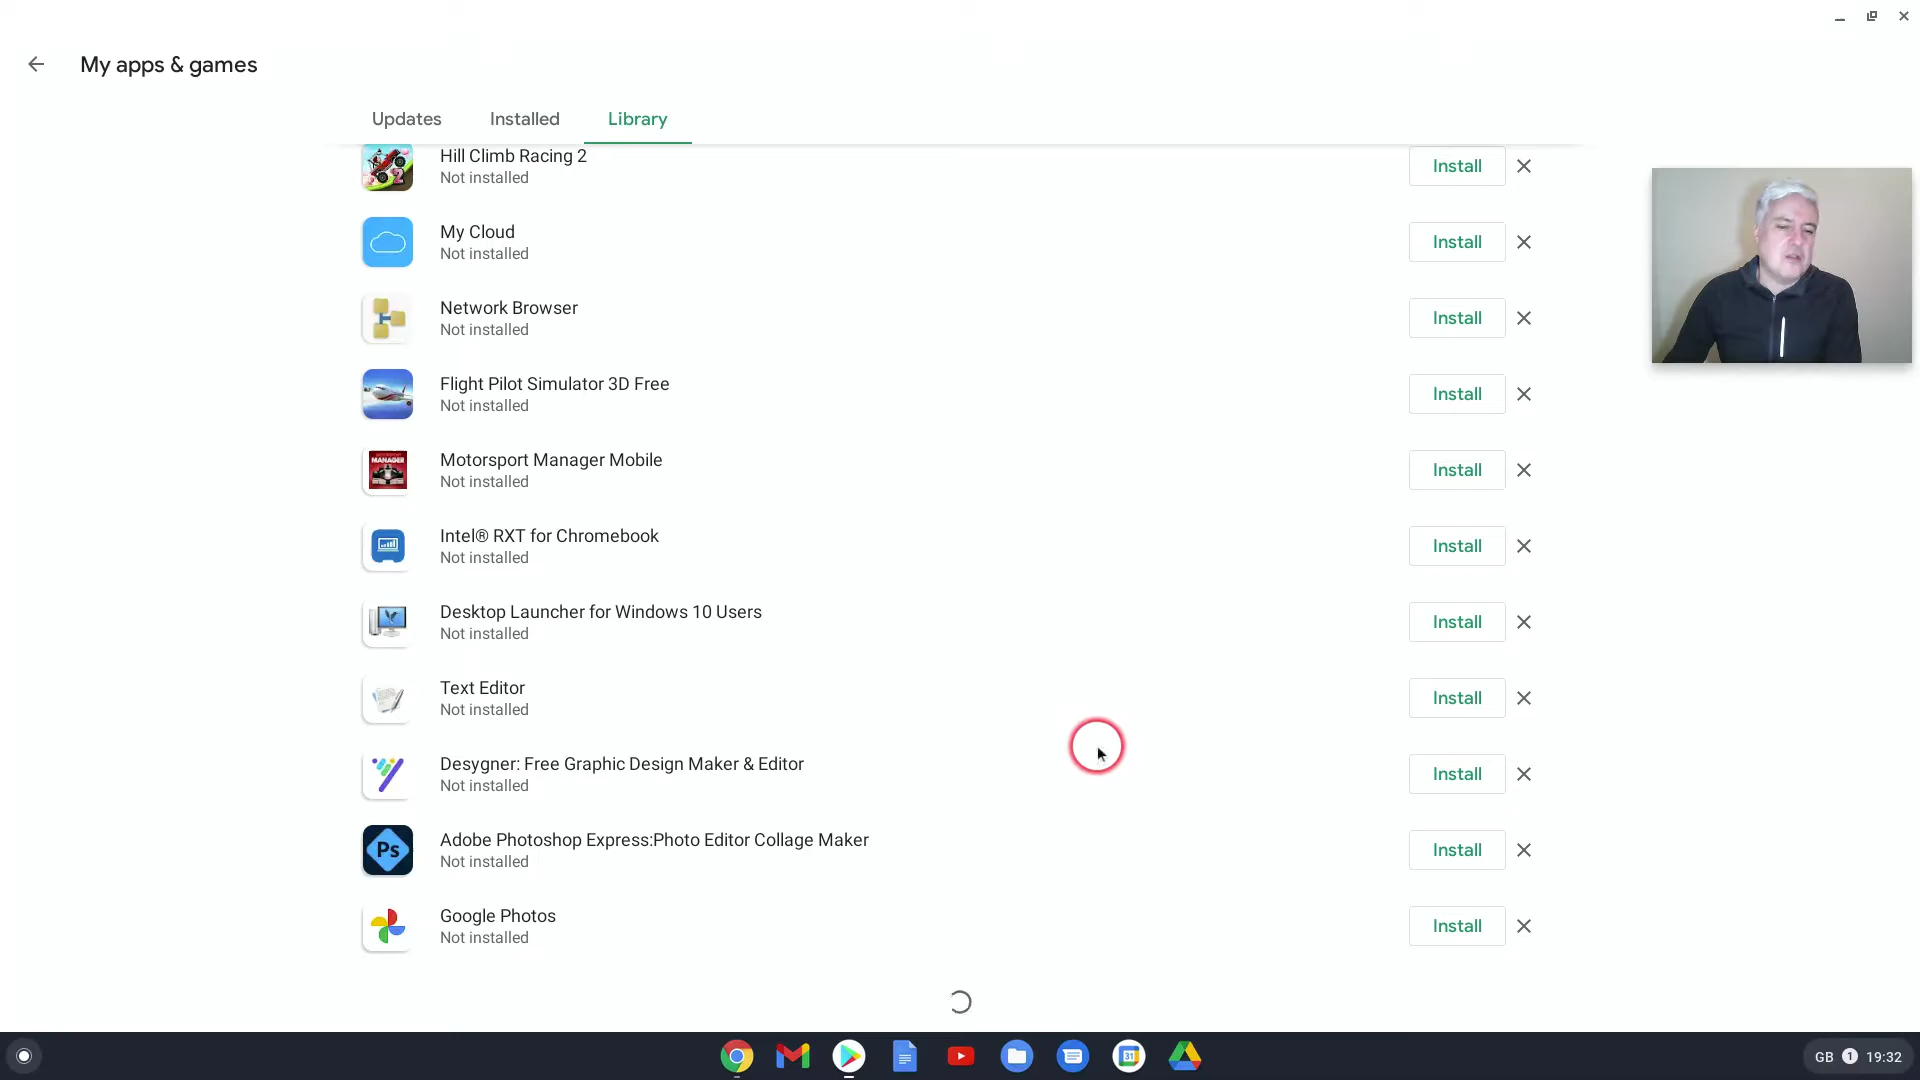 My apps & games
Updates
Installed
Library
Hill Climb Racing 2
Not installed
Install
My Cloud
Not installed
Install
Network Browser
Not installed
Install
Flight Pilot Simulator 3D Free
Not installed
Install
MANAGER
Motorsport Manager Mobile
Not installed
Install
Intel® RXT for Chromebook
Not installed
Install
Desktop Launcher for Windows 10 Users
Not installed
Install
Text Editor
Not installed
Install
Desygner: Free Graphic Design Maker & Editor
Not installed
Install
Ps
Adobe Photoshop Express:Photo Editor Collage Maker
Not installed
Install
Google Photos
Not installed
Install
31
GB 1 19:32